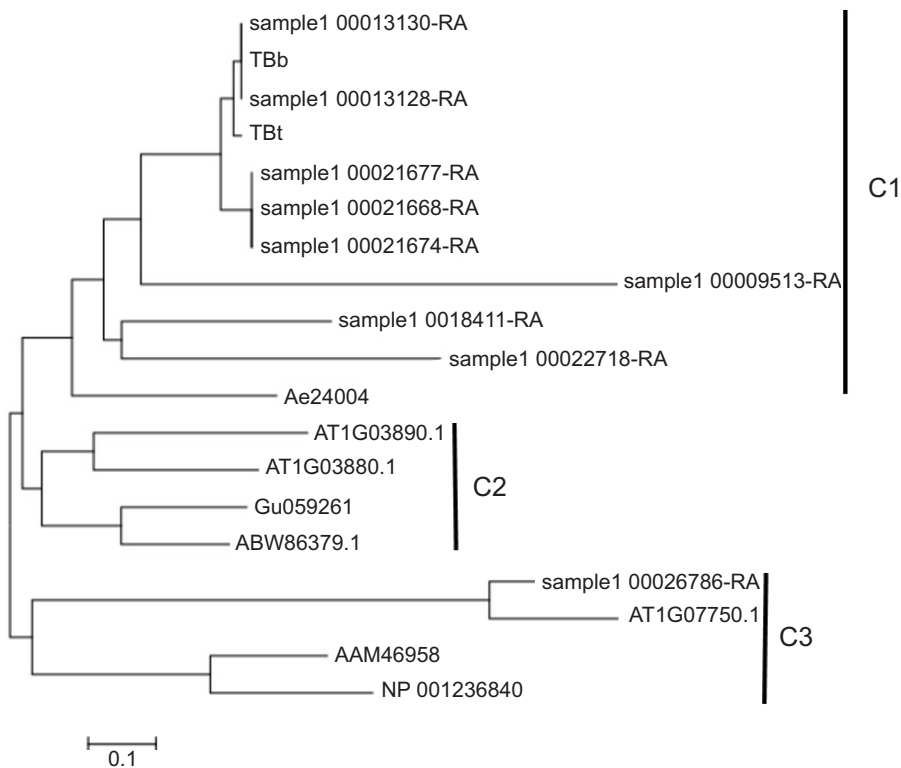 sample1 00013130-RA
TBb
sample1 00013128-RA
TBt
sample1 00021677-RA
C1
sample1 00021668-RA
sample1 00021674-RA
sample1 00009513-RA
sample1 0018411-RA
sample1 00022718-RA
Ae24004
AT1G03890.1
AT1G03880.1
C2
Gu059261
ABW86379.1
sample1 00026786-RA
AT1G07750.1
C3
AAM46958
NP 001236840
0.1